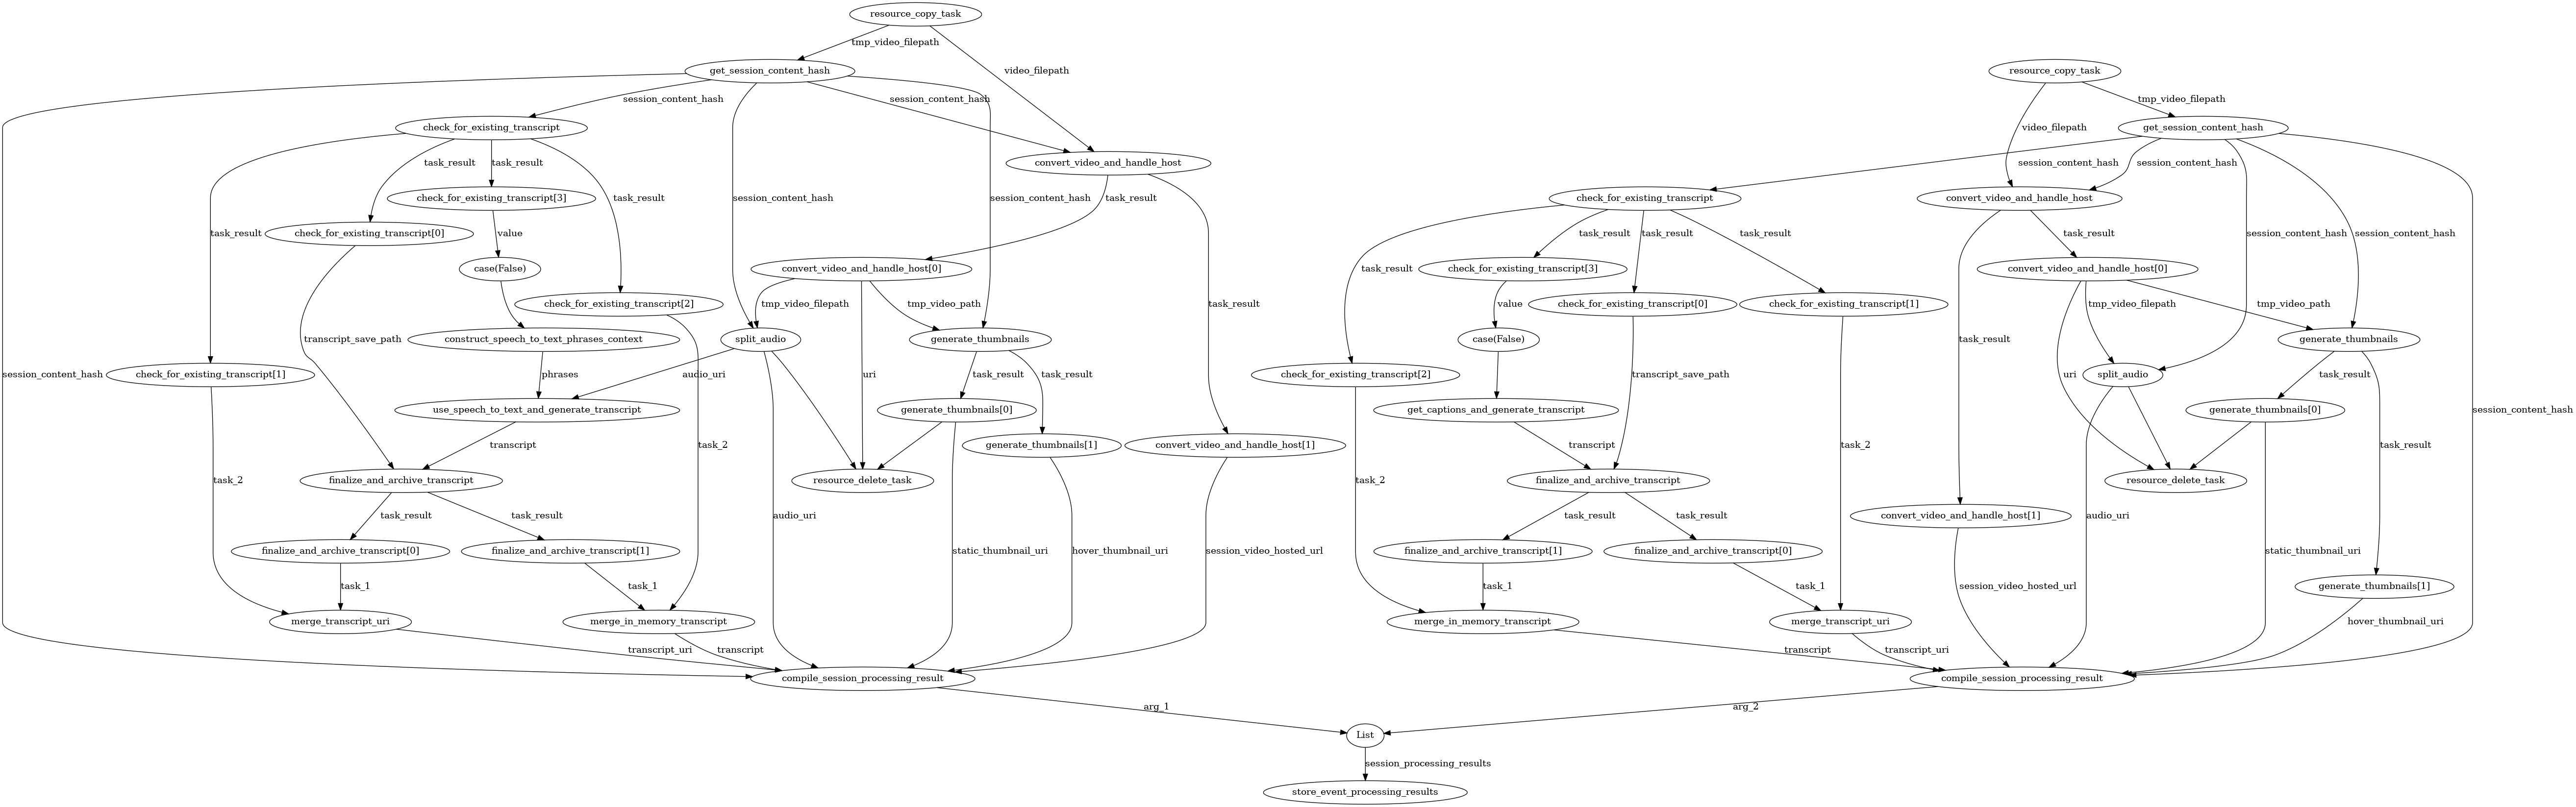 resource_copy_task
tmp_video_filepath
get_session_content_hash
video_filepath
resource_copy_task
session_content_hash
session_content_hash
tmp_video_filepath
check_for_existing_transcript
video_filepath
get_session_content_hash
task_result
task_result
convert_video_and_handle_host
session_content_hash
session_content_hash
check_for_existing_transcript[3]
task_result
session_content_hash
session_content_hash
task_result
check_for_existing_transcript
convert_video_and_handle_host
task_result
check_for_existing_transcript[0]
value
task_result
task_result
task_result
task_result
session_content_hash
session_content_hash
case(False)
convert_video_and_handle_host[0]
task_result
check_for_existing_transcript[3]
convert_video_and_handle_host[0]
check_for_existing_transcript[2]
tmp_video_filepath
tmp_video_path
task_result
value
check_for_existing_transcript[0]
check_for_existing_transcript[1]
tmp_video_filepath
tmp_video_path
transcript_save_path
construct_speech_to_text_phrases_context
split_audio
generate_thumbnails
case(False)
task_result
generate_thumbnails
session_content_hash
check_for_existing_transcript[1]
phrases
audio_uri
uri
task_result
task_result
check_for_existing_transcript[2]
transcript_save_path
uri
split_audio
task_result
session_content_hash
use_speech_to_text_and_generate_transcript
generate_thumbnails[0]
get_captions_and_generate_transcript
generate_thumbnails[0]
transcript
task_2
generate_thumbnails[1]
convert_video_and_handle_host[1]
transcript
task_2
task_result
task_2
finalize_and_archive_transcript
resource_delete_task
task_2
finalize_and_archive_transcript
resource_delete_task
task_result
task_result
audio_uri
task_result
task_result
convert_video_and_handle_host[1]
audio_uri
finalize_and_archive_transcript[0]
finalize_and_archive_transcript[1]
static_thumbnail_uri
hover_thumbnail_uri
session_video_hosted_url
finalize_and_archive_transcript[1]
finalize_and_archive_transcript[0]
static_thumbnail_uri
task_1
task_1
task_1
task_1
session_video_hosted_url
generate_thumbnails[1]
merge_transcript_uri
merge_in_memory_transcript
merge_in_memory_transcript
merge_transcript_uri
hover_thumbnail_uri
transcript_uri
transcript
transcript
transcript_uri
compile_session_processing_result
compile_session_processing_result
arg_1
arg_2
List
session_processing_results
store_event_processing_results